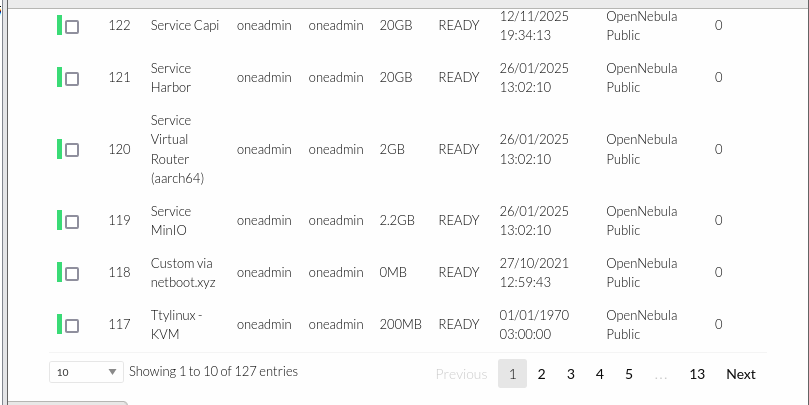 122 Service Capi oneadmin oneadmin 20GB READY 12/11/2025 19:34:13 OpenNebula Public 0
121 Service Harbor oneadmin oneadmin 20GB READY 26/01/2025 13:02:10 OpenNebula Public 0
120 Service Virtual Router (aarch64) oneadmin oneadmin 2GB READY 26/01/2025 13:02:10 OpenNebula Public 0
119 Service MinIO oneadmin oneadmin 2.2GB READY 26/01/2025 13:02:10 OpenNebula Public 0
118 Custom via netboot.xyz oneadmin oneadmin 0MB READY 27/10/2021 12:59:43 OpenNebula Public 0
117 Ttylinux - KVM oneadmin oneadmin 200MB READY 01/01/1970 03:00:00 OpenNebula Public 0
10 Showing 1 to 10 of 127 entries Previous 1 2 3 4 5 ... 13 Next